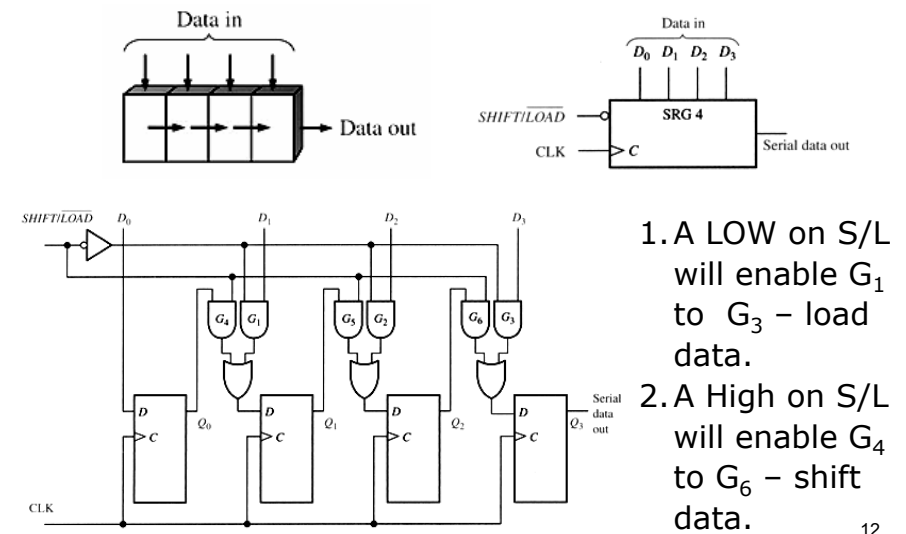 Data in
Data out
Data in
D₀ D₁ D₂ D₃
SHIFT/L̅O̅A̅D̅
SRG 4
CLK
C
Serial data out
SHIFT/L̅O̅A̅D̅ D₀ D₁ D₂ D₃
G₄ G₁ G₅ G₂ G₆ G₃
D D D D
Q₀ Q₁ Q₂ Q₃
C C C C
Serial
data
out
CLK
1. A LOW on S/L
will enable G₁
to G₃ – load
data.
2. A High on S/L
will enable G₄
to G₆ – shift
data.
12